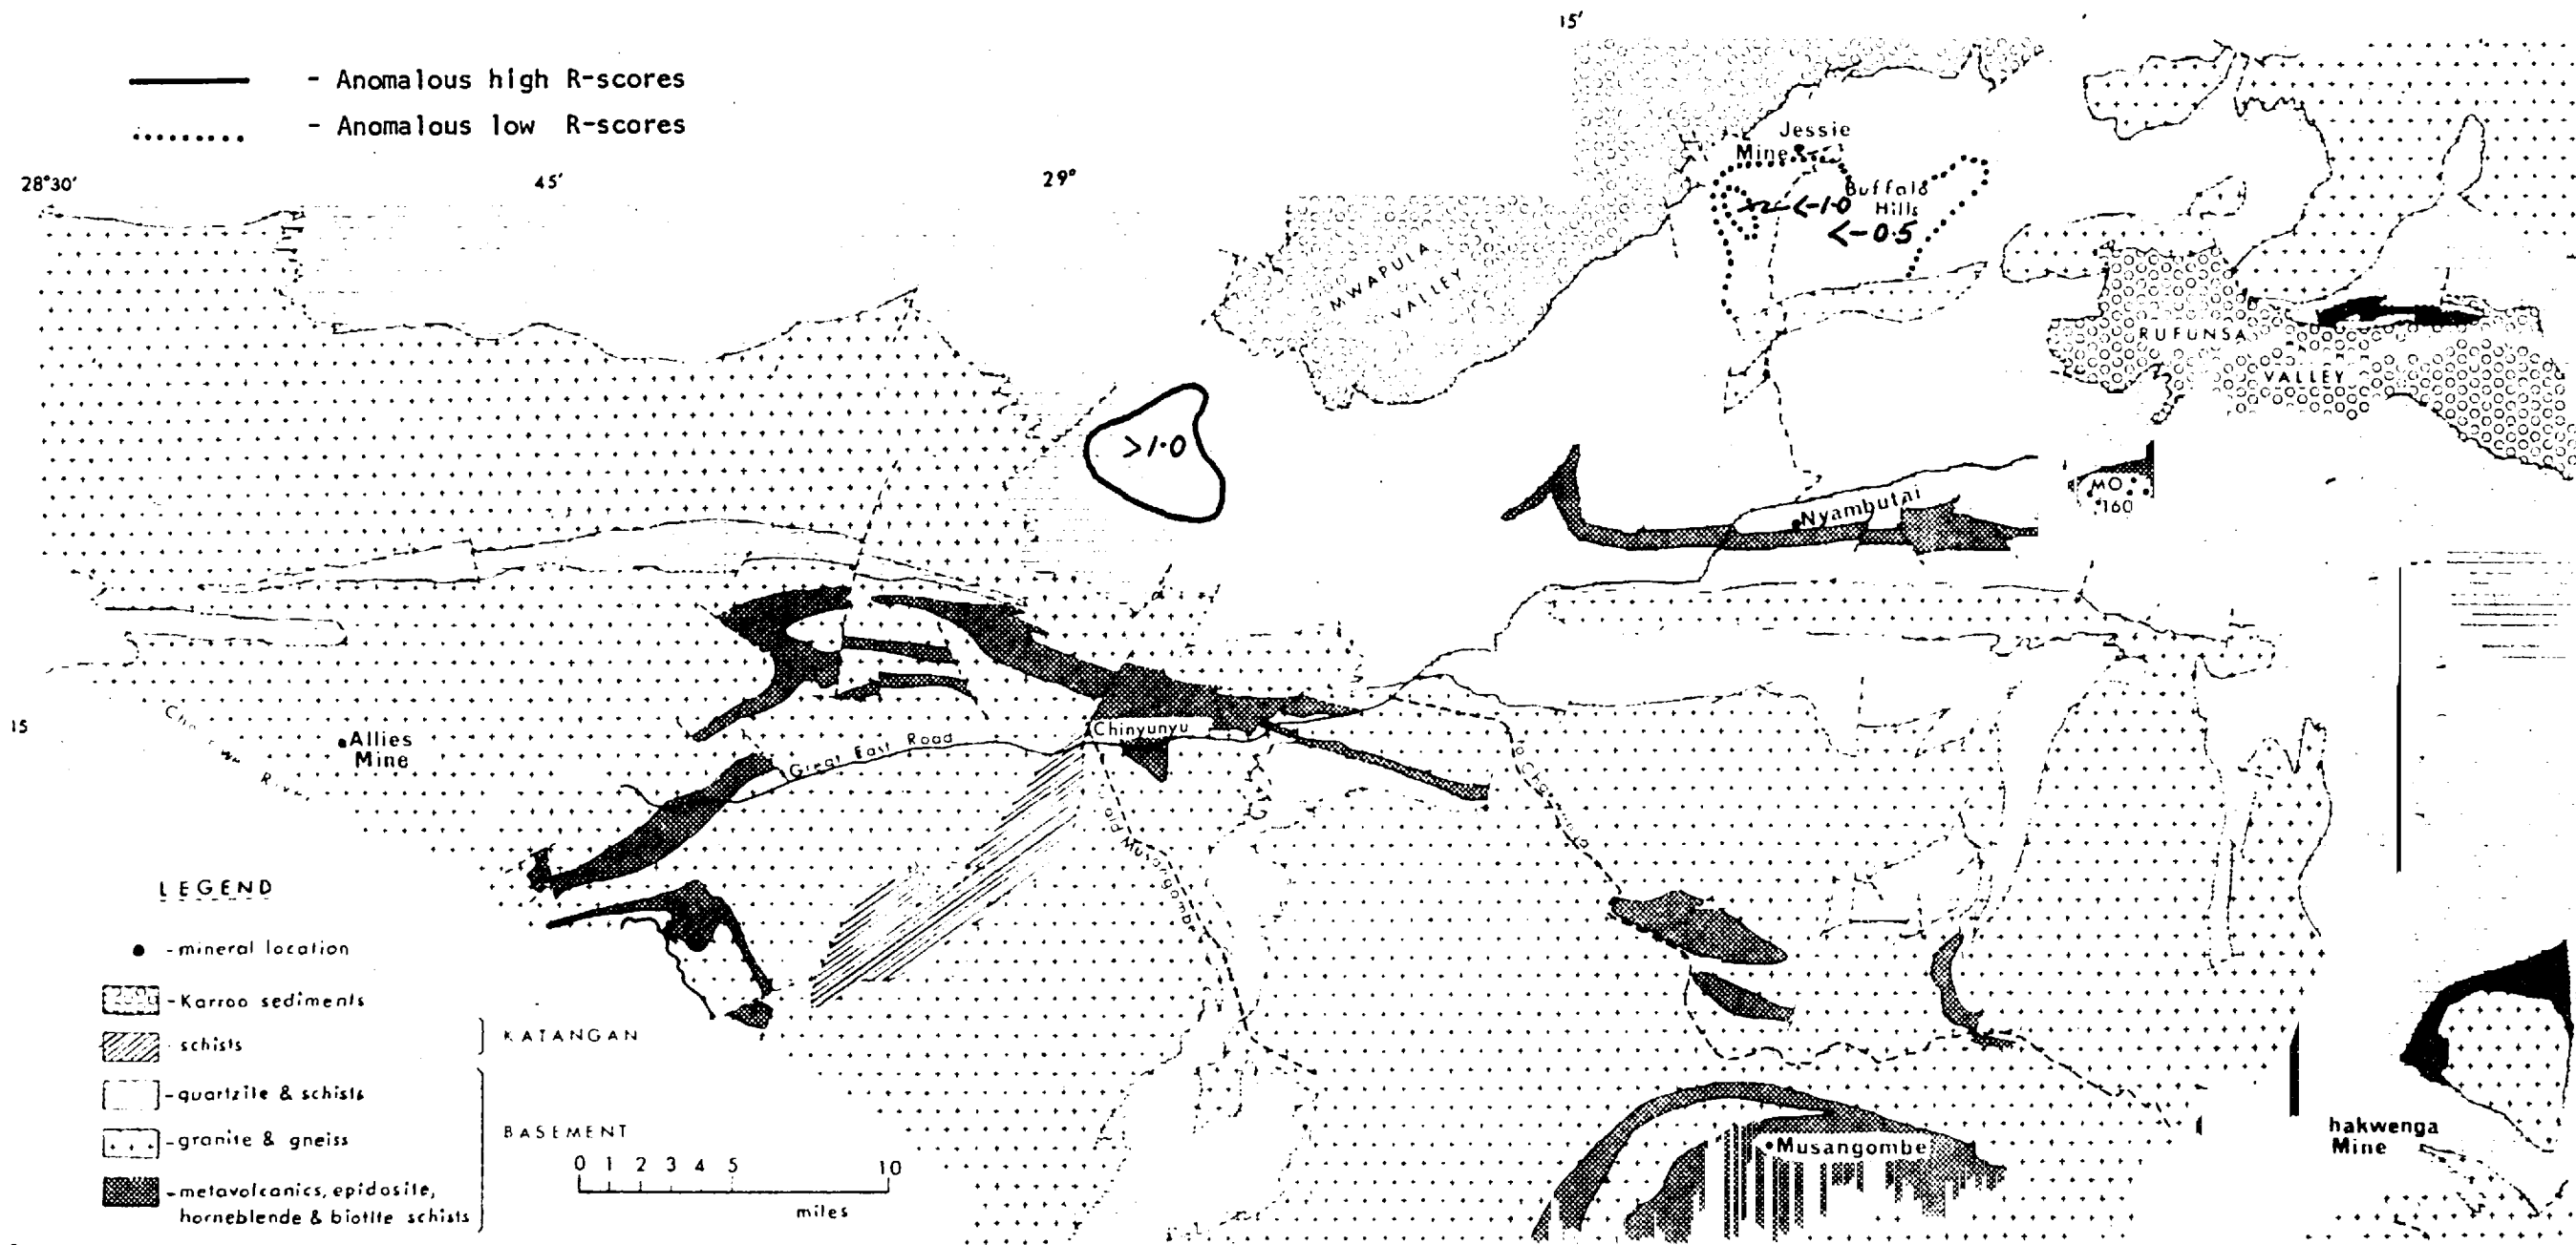 15'
- Anomalous high R-scores
- Anomalous low R-scores
28°30'
45'
29°
Jessie
Mine
Buffalo
Hills
<-1·0
<-0·5
MWAPULA
VALLEY
RUFUNSA
VALLEY
>1·0
MO
160
Nyambutai
15
River
Allies
Mine
Great East Road
Chinyunyu
old Musangombe
LEGEND
- mineral location
- Karroo sediments
- schists
KATANGAN
- quartzite & schists
- granite & gneiss
BASEMENT
- metavolcanics, epidosite,
horneblende & biotite schists
0 1 2 3 4 5 10
miles
Musangombe
hakwenga
Mine